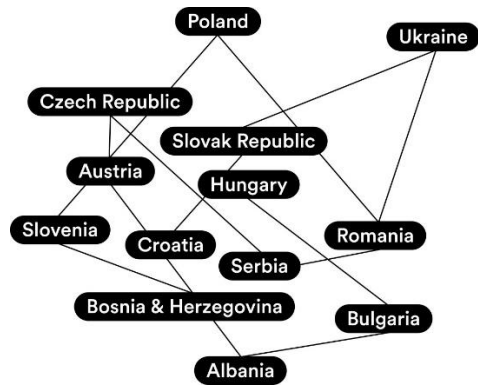 Poland
Ukraine
Czech Republic
Slovak Republic
Austria
Hungary
Slovenia
Croatia
Romania
Serbia
Bosnia & Herzegovina
Bulgaria
Albania